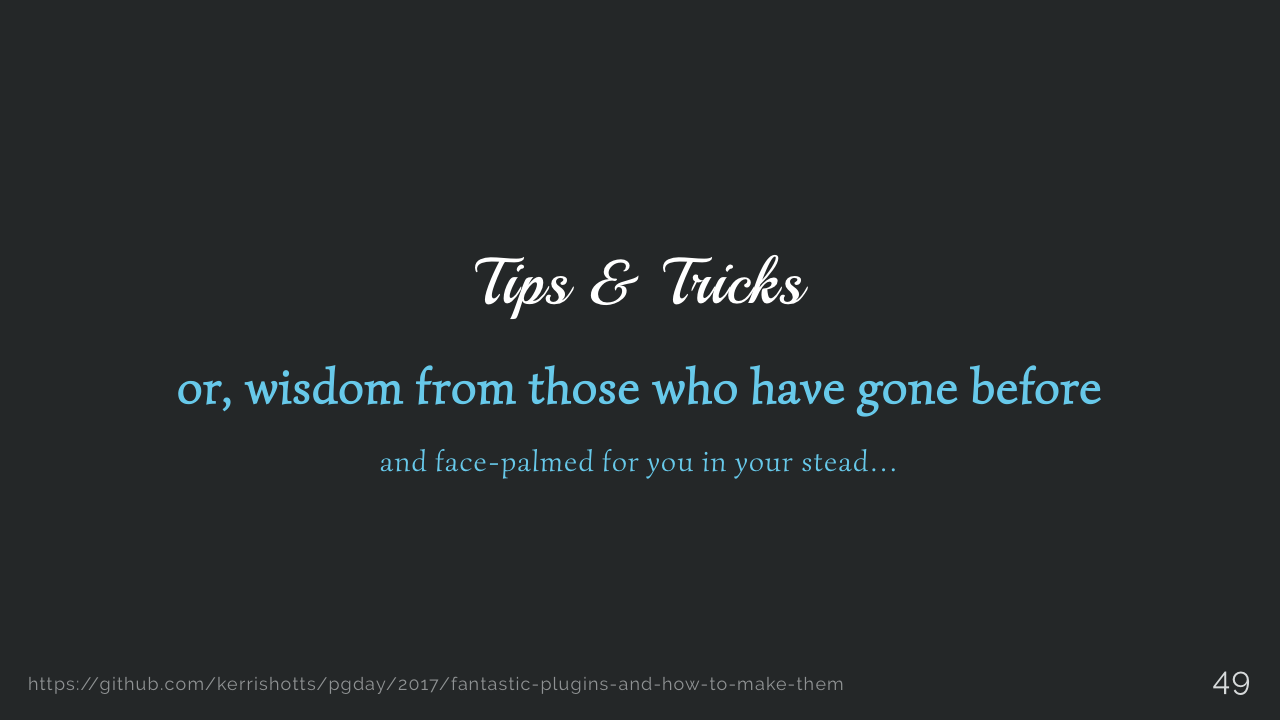 Tips & Tricks
or, wisdom from those who have gone before
and face-palmed for you in your stead…
https://github.com/kerrishotts/pgday/2017/fantastic-plugins-and-how-to-make-them
49